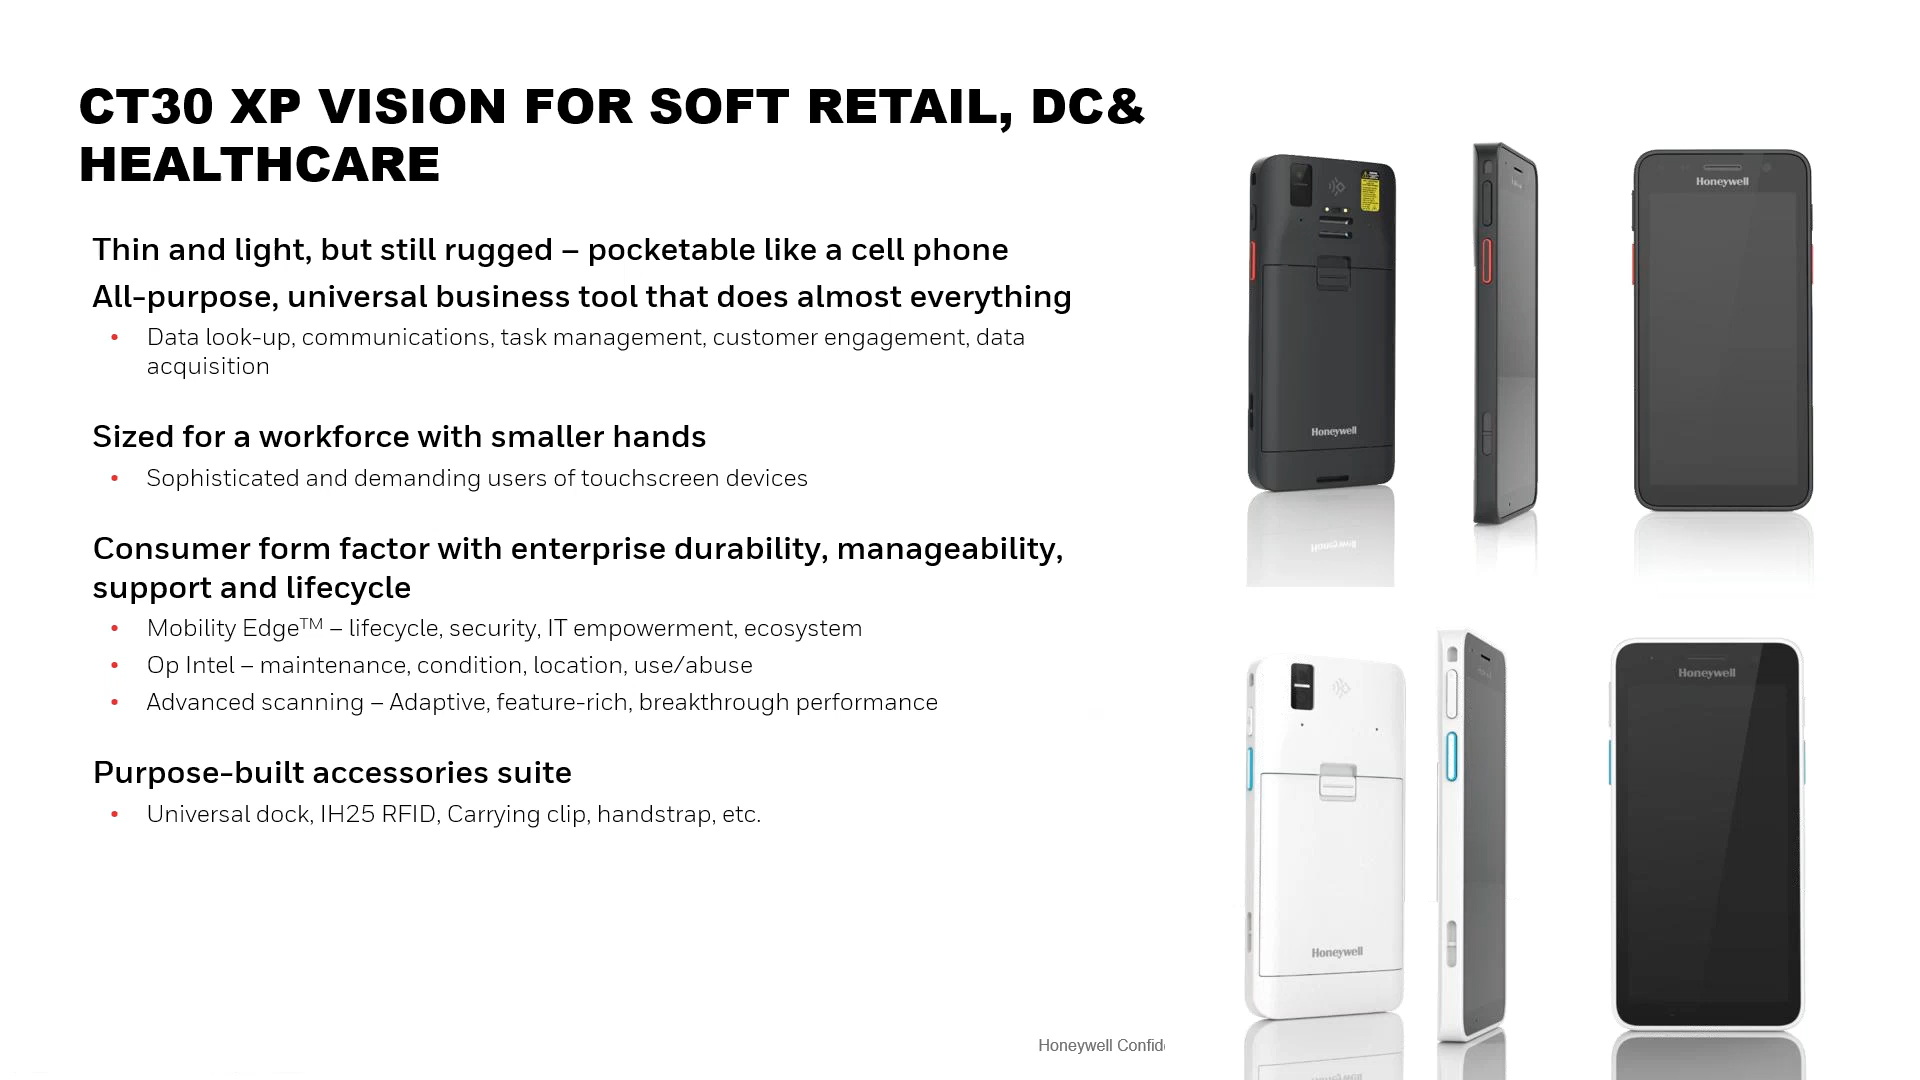 CT30 XP VISION FOR SOFT RETAIL, DC&
HEALTHCARE
Thin and light, but still rugged – pocketable like a cell phone
All-purpose, universal business tool that does almost everything
• Data look-up, communications, task management, customer engagement, data
acquisition
Sized for a workforce with smaller hands
• Sophisticated and demanding users of touchscreen devices
Consumer form factor with enterprise durability, manageability,
support and lifecycle
• Mobility Edge™ – lifecycle, security, IT empowerment, ecosystem
• Op Intel – maintenance, condition, location, use/abuse
• Advanced scanning – Adaptive, feature-rich, breakthrough performance
Purpose-built accessories suite
• Universal dock, IH25 RFID, Carrying clip, handstrap, etc.
Honeywell
Honeywell
Honeywell
Honeywell
Honeywell Confid